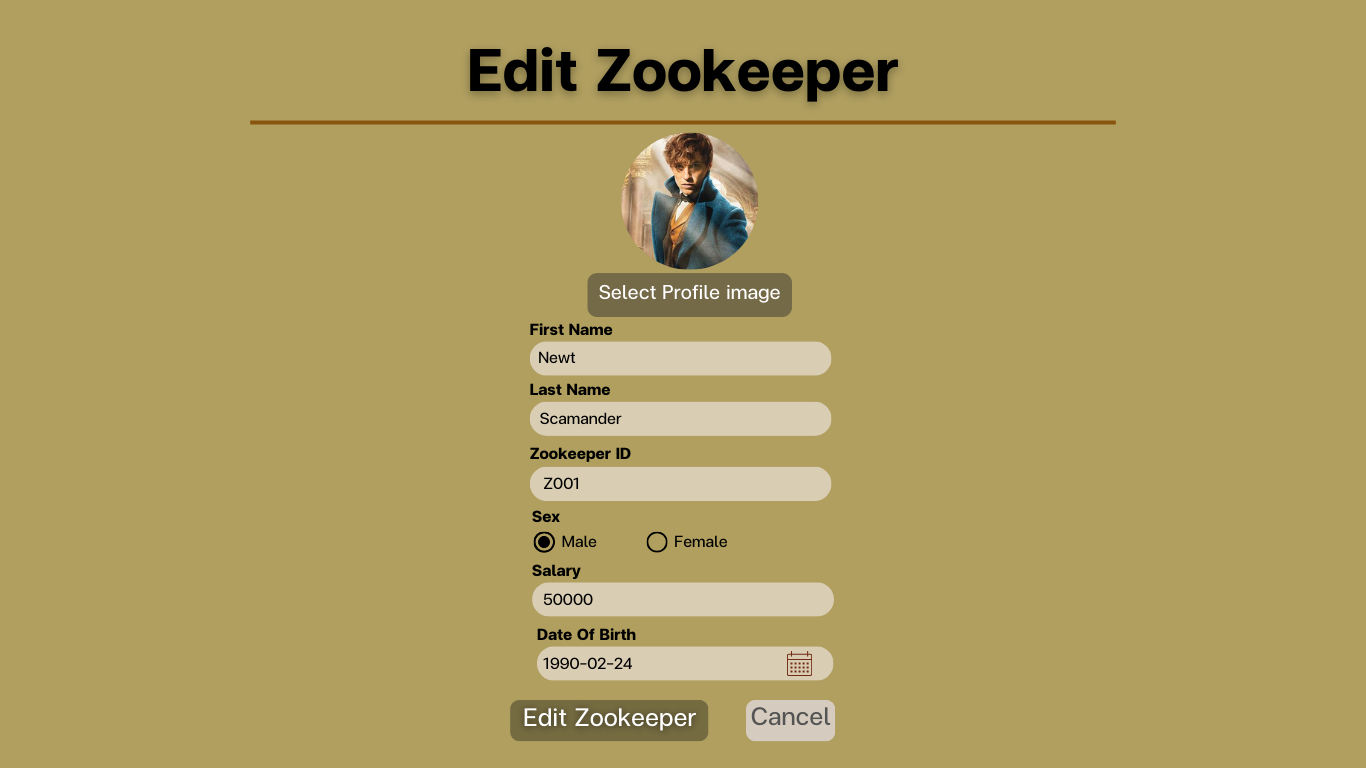 Edit Zookeeper
Select Profile image
First Name
Newt
Last Name
Scamander
Zookeeper ID
Z001
Sex
Male Female
Salary
50000
Date Of Birth
1990-02-24
Edit Zookeeper Cancel